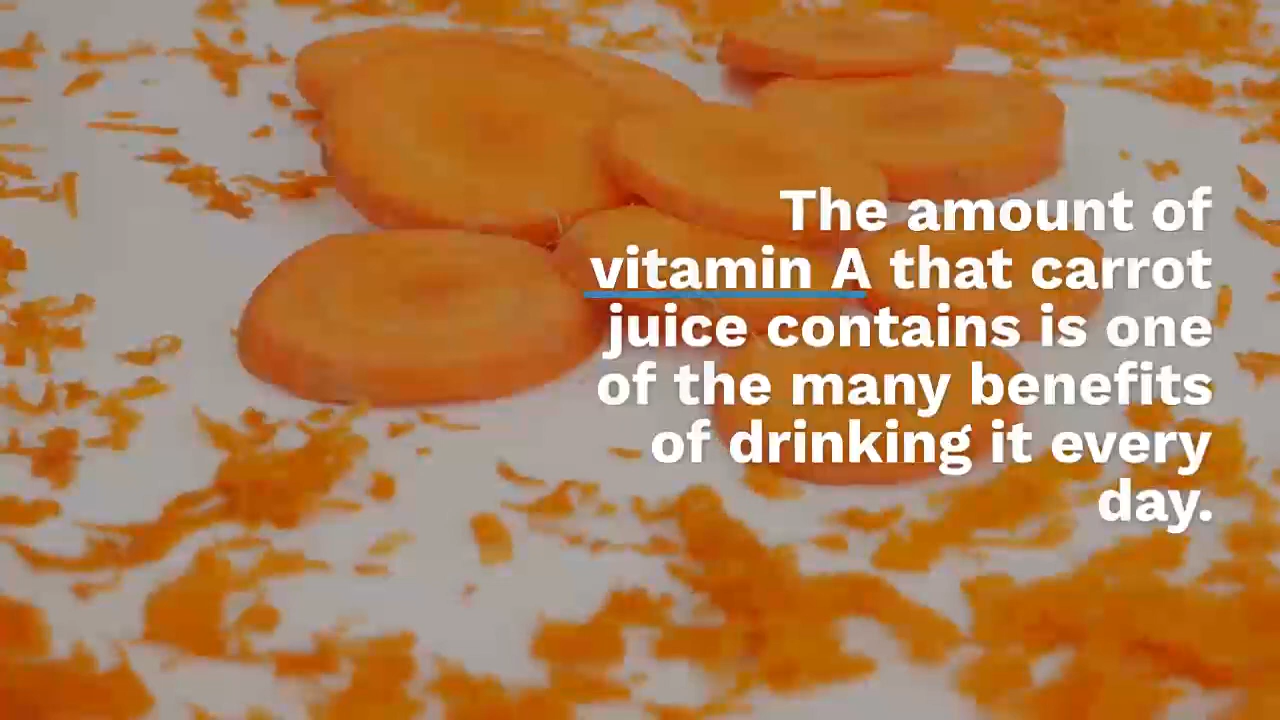 The amount of
vitamin A that carrot
juice contains is one
of the many benefits
of drinking it every
day.